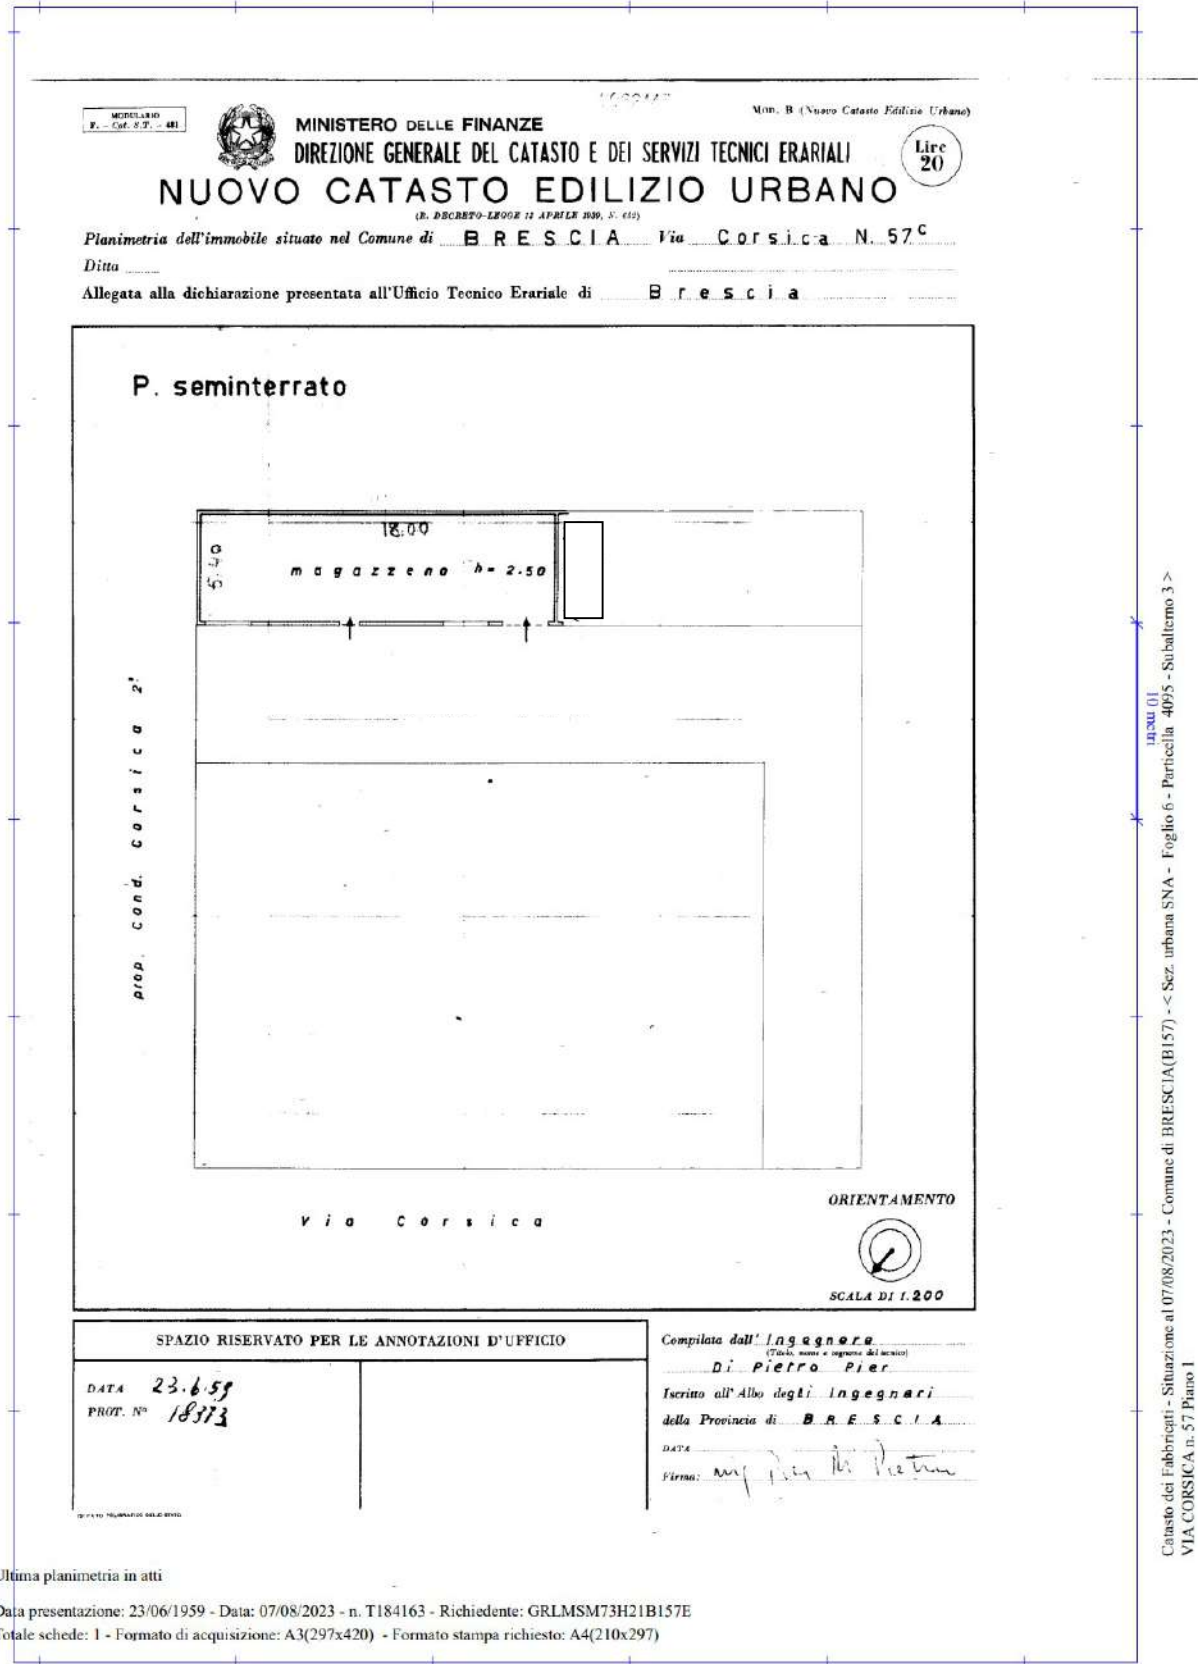 MODULARIO
F. - Cat. S.T. - 481
Mon. B (Nuovo Catasto Edilizio Urbano)
MINISTERO DELLE FINANZE
DIREZIONE GENERALE DEL CATASTO E DEI SERVIZI TECNICI ERARIALI
Lire
20
NUOVO CATASTO EDILIZIO URBANO
(R. DECRETO-LEGGE 13 APRILE 1939, N. 652)
Planimetria dell'immobile situato nel Comune di BRESCIA Via Corsica N. 57C
Ditta
Allegata alla dichiarazione presentata all'Ufficio Tecnico Erariale di Brescia
P. seminterrato
18.00
5.40
magazzeno h= 2.50
prop. Cond. Corsica 2ª
Via Corsica
ORIENTAMENTO
SCALA DI 1.200
SPAZIO RISERVATO PER LE ANNOTAZIONI D'UFFICIO
DATA 23.6.59
PROT. Nº 18373
Compilata dall' Ingegnere
(Titolo, nome e cognome del tecnico)
Di Pietro Pier
Iscritto all'Albo degli Ingegnari
della Provincia di BRESCIA
DATA
Firma: ing Pier Di Pietro
Ultima planimetria in atti
Data presentazione: 23/06/1959 - Data: 07/08/2023 - n. T184163 - Richiedente: GRLMSM73H21B157E
Totale schede: 1 - Formato di acquisizione: A3(297x420) - Formato stampa richiesto: A4(210x297)
10 metri
Catasto dei Fabbricati - Situazione al 07/08/2023 - Comune di BRESCIA(B157) - < Sez. urbana SNA - Foglio 6 - Particella 4095 - Subalterno 3 >
VIA CORSICA n. 57 Piano 1